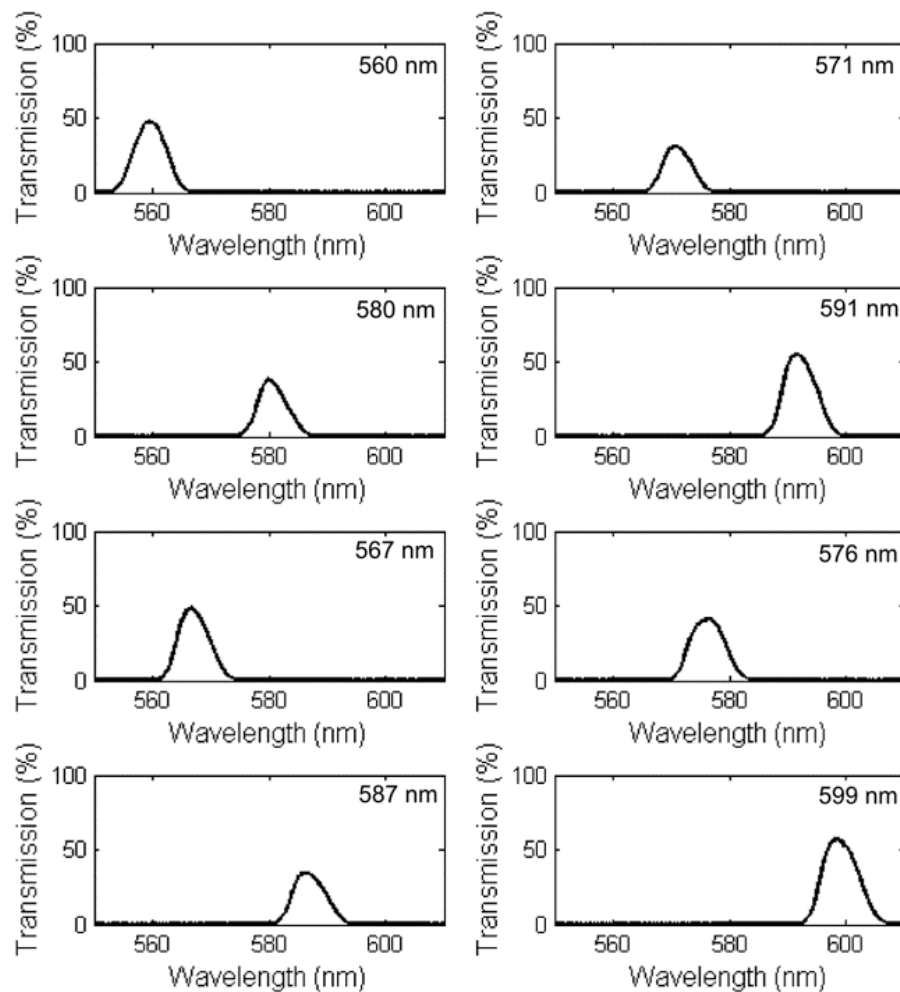 Transmission (%)
100
50
0
560 nm
560
580
600
Wavelength (nm)
Transmission (%)
100
50
0
571 nm
560
580
600
Wavelength (nm)
Transmission (%)
100
50
0
580 nm
560
580
600
Wavelength (nm)
Transmission (%)
100
50
0
591 nm
560
580
600
Wavelength (nm)
Transmission (%)
100
50
0
567 nm
560
580
600
Wavelength (nm)
Transmission (%)
100
50
0
576 nm
560
580
600
Wavelength (nm)
Transmission (%)
100
50
0
587 nm
560
580
600
Wavelength (nm)
Transmission (%)
100
50
0
599 nm
560
580
600
Wavelength (nm)